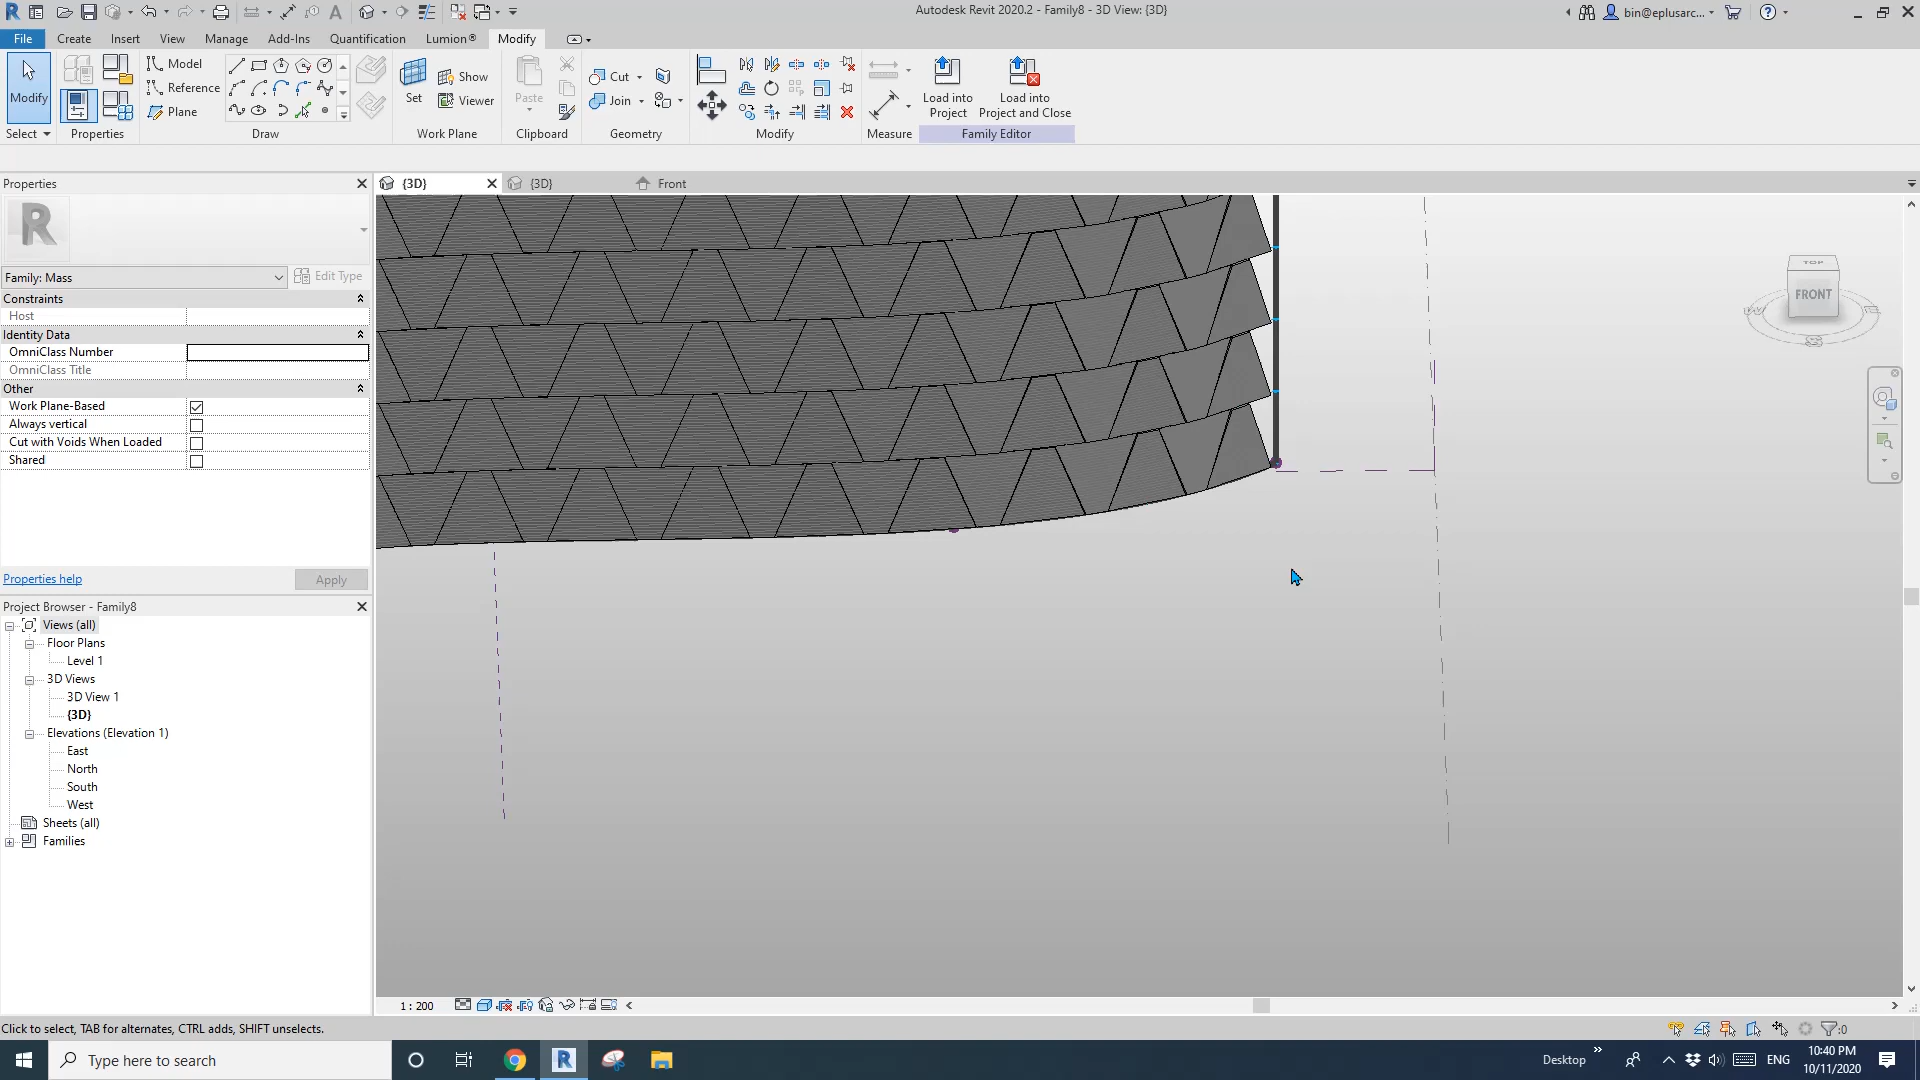 Autodesk Revit 2020.2 - Family8 - 3D View: {3D}
bin@eplusarc...
File Create Insert View Manage Add-Ins Quantification Lumion® Modify
Modify
Select
Properties
Model
Reference
Plane
Draw
Set
Show
Viewer
Work Plane
Paste
Clipboard
Cut
Join
Geometry
Modify
Measure
Load into
Project
Load into
Project and Close
Family Editor
Properties
{3D}
{3D}
Front
R
Family: Mass
Edit Type
Constraints
Host
Identity Data
OmniClass Number
OmniClass Title
Other
Work Plane-Based
Always vertical
Cut with Voids When Loaded
Shared
Properties help
Apply
Project Browser - Family8
Views (all)
Floor Plans
Level 1
3D Views
3D View 1
{3D}
Elevations (Elevation 1)
East
North
South
West
Sheets (all)
Families
TOP
FRONT
1 : 200
Click to select, TAB for alternates, CTRL adds, SHIFT unselects.
:0
Type here to search
Desktop
ENG
10:40 PM
10/11/2020